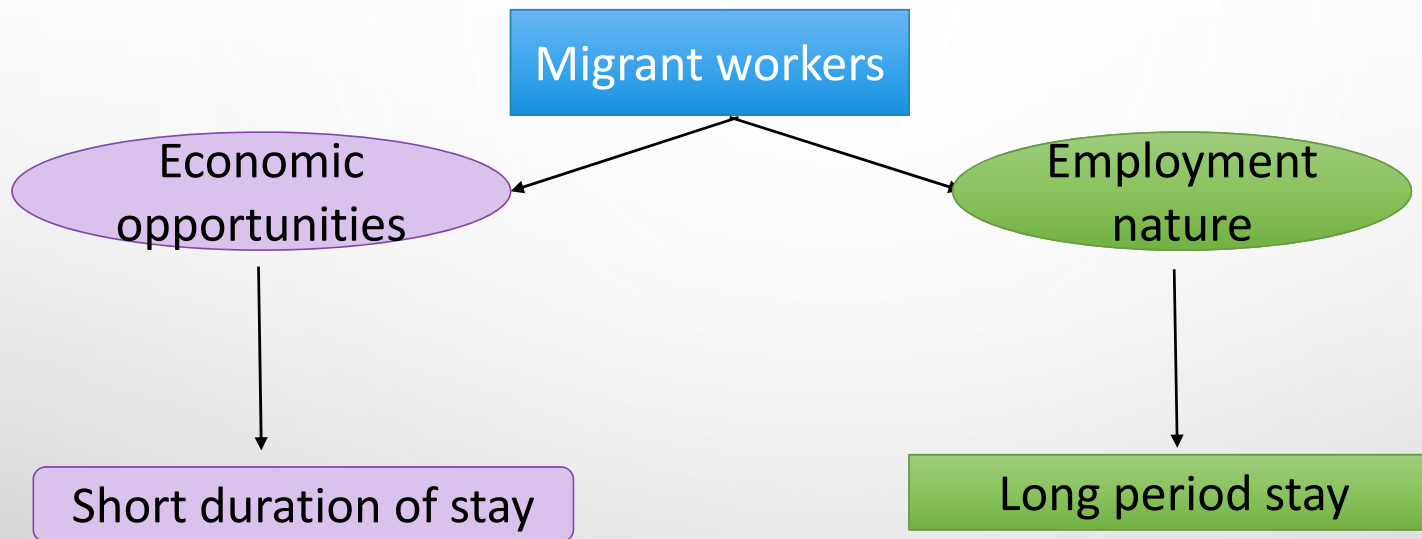 Migrant workers
Economic
opportunities
Employment
nature
Short duration of stay
Long period stay